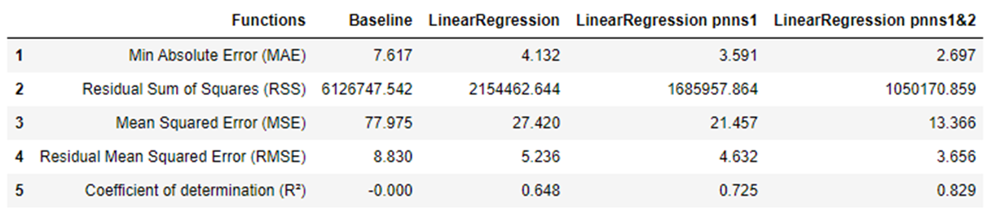 Functions Baseline LinearRegression LinearRegression pnns1 LinearRegression pnns1&2
1 Min Absolute Error (MAE) 7.617 4.132 3.591 2.697
2 Residual Sum of Squares (RSS) 6126747.542 2154462.644 1685957.864 1050170.859
3 Mean Squared Error (MSE) 77.975 27.420 21.457 13.366
4 Residual Mean Squared Error (RMSE) 8.830 5.236 4.632 3.656
5 Coefficient of determination (R²) -0.000 0.648 0.725 0.829